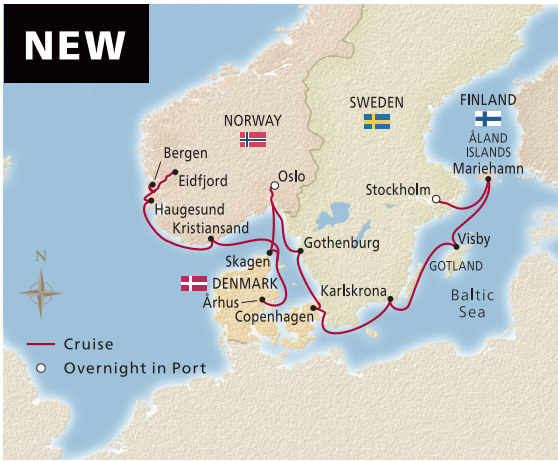 NEW
FINLAND
SWEDEN
ÅLAND
ISLANDS
NORWAY
Mariehamn
Bergen
Eidfjord
Oslo
Stockholm
Haugesund
Kristiansand
Gothenburg
Visby
Skagen
GOTLAND
N
DENMARK
Karlskrona
Århus
Baltic
Sea
Copenhagen
Cruise
Overnight in Port